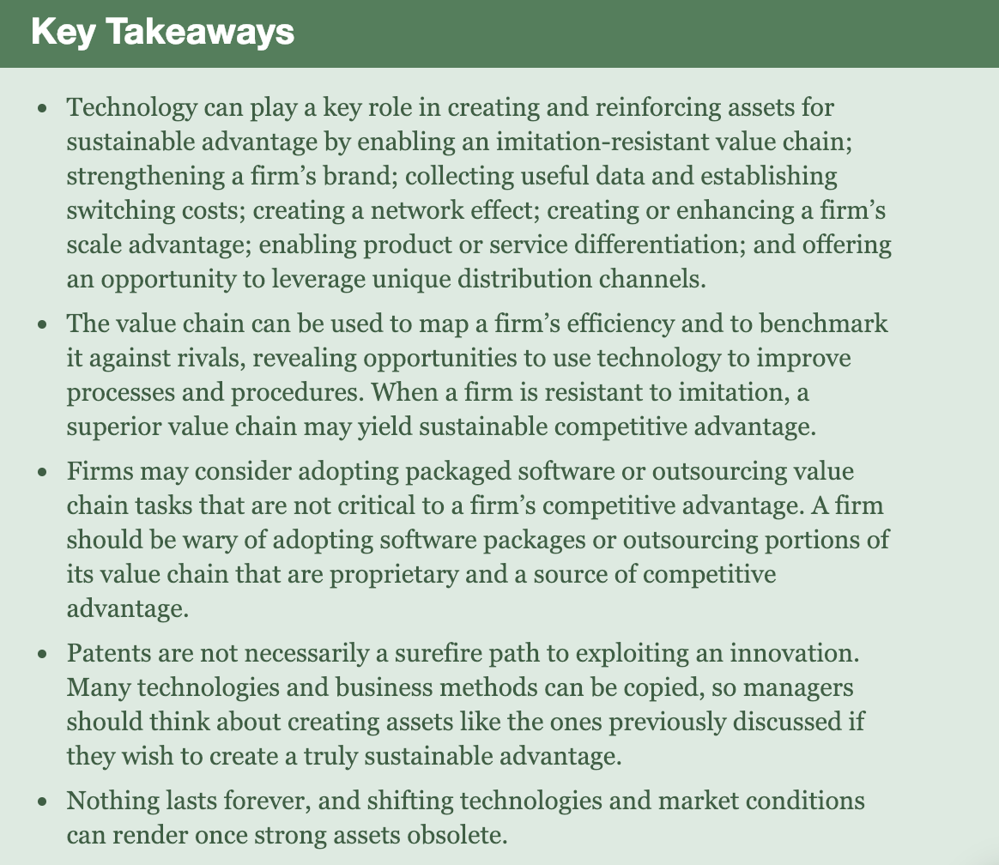 Key Takeaways
• Technology can play a key role in creating and reinforcing assets for
sustainable advantage by enabling an imitation-resistant value chain;
strengthening a firm’s brand; collecting useful data and establishing
switching costs; creating a network effect; creating or enhancing a firm’s
scale advantage; enabling product or service differentiation; and offering
an opportunity to leverage unique distribution channels.
• The value chain can be used to map a firm’s efficiency and to benchmark
it against rivals, revealing opportunities to use technology to improve
processes and procedures. When a firm is resistant to imitation, a
superior value chain may yield sustainable competitive advantage.
• Firms may consider adopting packaged software or outsourcing value
chain tasks that are not critical to a firm’s competitive advantage. A firm
should be wary of adopting software packages or outsourcing portions of
its value chain that are proprietary and a source of competitive
advantage.
• Patents are not necessarily a surefire path to exploiting an innovation.
Many technologies and business methods can be copied, so managers
should think about creating assets like the ones previously discussed if
they wish to create a truly sustainable advantage.
• Nothing lasts forever, and shifting technologies and market conditions
can render once strong assets obsolete.